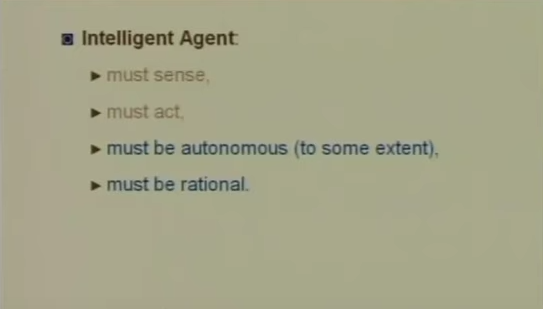 Intelligent Agent:
must sense,
must act,
must be autonomous (to some extent),
must be rational.